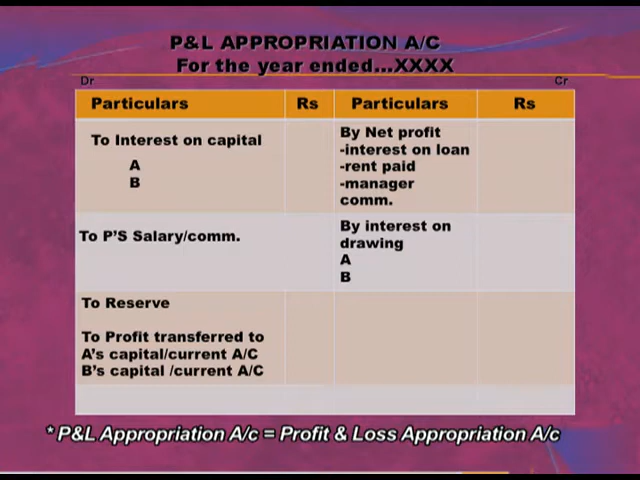 P&L APPROPRIATION A/C
For the year ended...XXXX
Dr
Cr
Particulars
Rs
Particulars
Rs
To Interest on capital
A
B
By Net profit
-interest on loan
-rent paid
-manager
comm.
To P'S Salary/comm.
By interest on
drawing
A
B
To Reserve
To Profit transferred to
A's capital/current A/C
B's capital /current A/C
* P&L Appropriation A/c = Profit & Loss Appropriation A/c